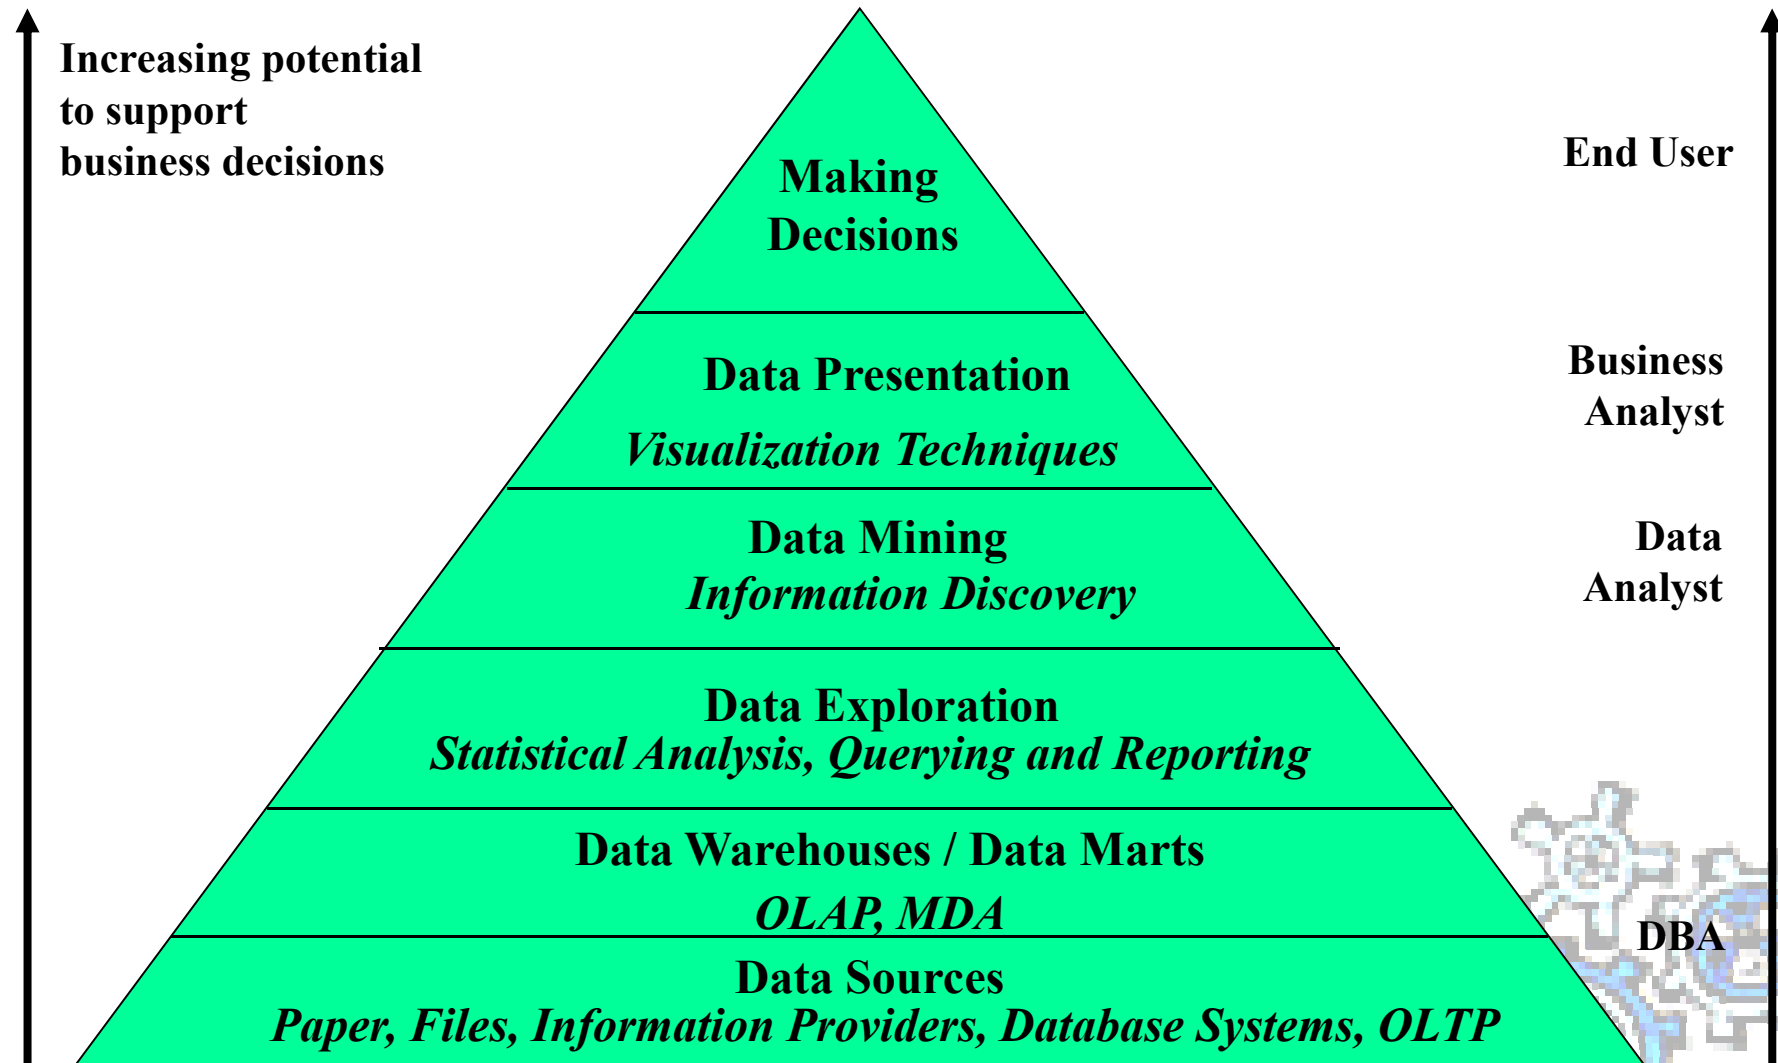 Increasing potential
to support
business decisions
End User
Making
Decisions
Business
Analyst
Data Presentation
Visualization Techniques
Data
Analyst
Data Mining
Information Discovery
Data Exploration
Statistical Analysis, Querying and Reporting
Data Warehouses / Data Marts
OLAP, MDA
DBA
Data Sources
Paper, Files, Information Providers, Database Systems, OLTP